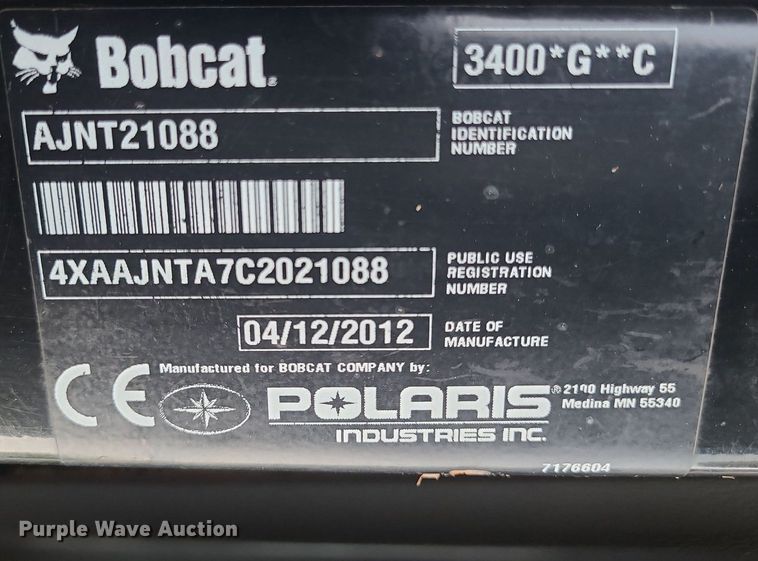 Bobcat®
3400*G**C
AJNT21088
BOBCAT
IDENTIFICATION
NUMBER
4XAAJNTA7C2021088
PUBLIC USE
REGISTRATION
NUMBER
04/12/2012
DATE OF
MANUFACTURE
CE
Manufactured for BOBCAT COMPANY by:
POLARIS®
INDUSTRIES INC.
2100 Highway 55
Medina MN 55340
7176604
Purple Wave Auction